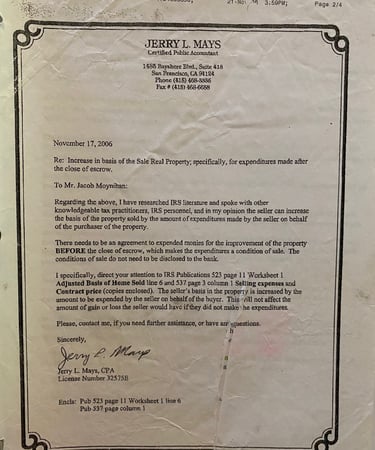 21-Nov 06 3:59PM; Page 2/4
JERRY L. MAYS
Certified Public Accountant
1485 Bayshore Blvd., Suite 418
San Francisco, CA 94124
Phone (415) 468-5886
Fax # (415) 468-6658
November 17, 2006
Re: Increase in basis of the Sale Real Property; specifically, for expenditures made after
the close of escrow.
To Mr. Jacob Moynihan:
Regarding the above, I have researched IRS literature and spoke with other
knowledgeable tax practitioners, IRS personnel, and in my opinion the seller can increase
the basis of the property sold by the amount of expenditures made by the seller on behalf
of the purchaser of the property.
There needs to be an agreement to expended monies for the improvement of the property
BEFORE the close of escrow, which makes the expenditures a condition of sale. The
conditions of sale do not need to be disclosed to the bank.
I specifically, direct your attention to IRS Publications 523 page 11 Worksheet 1
Adjusted Basis of Home Sold line 6 and 537 page 3 column 1 Selling expenses and
Contract price (copies enclosed). The seller's basis in the property is increased by the
amount to be expended by the seller on behalf of the buyer. This will not affect the
amount of gain or loss the seller would have if they did not make the expenditures.
Please, contact me, if you need further assistance, or have any questions.
Sincerely,
Jerry L. Mays
Jerry L. Mays, CPA
License Number 32575E
Encls: Pub 523 page 11 Worksheet 1 line 6
Pub 537 page column 1